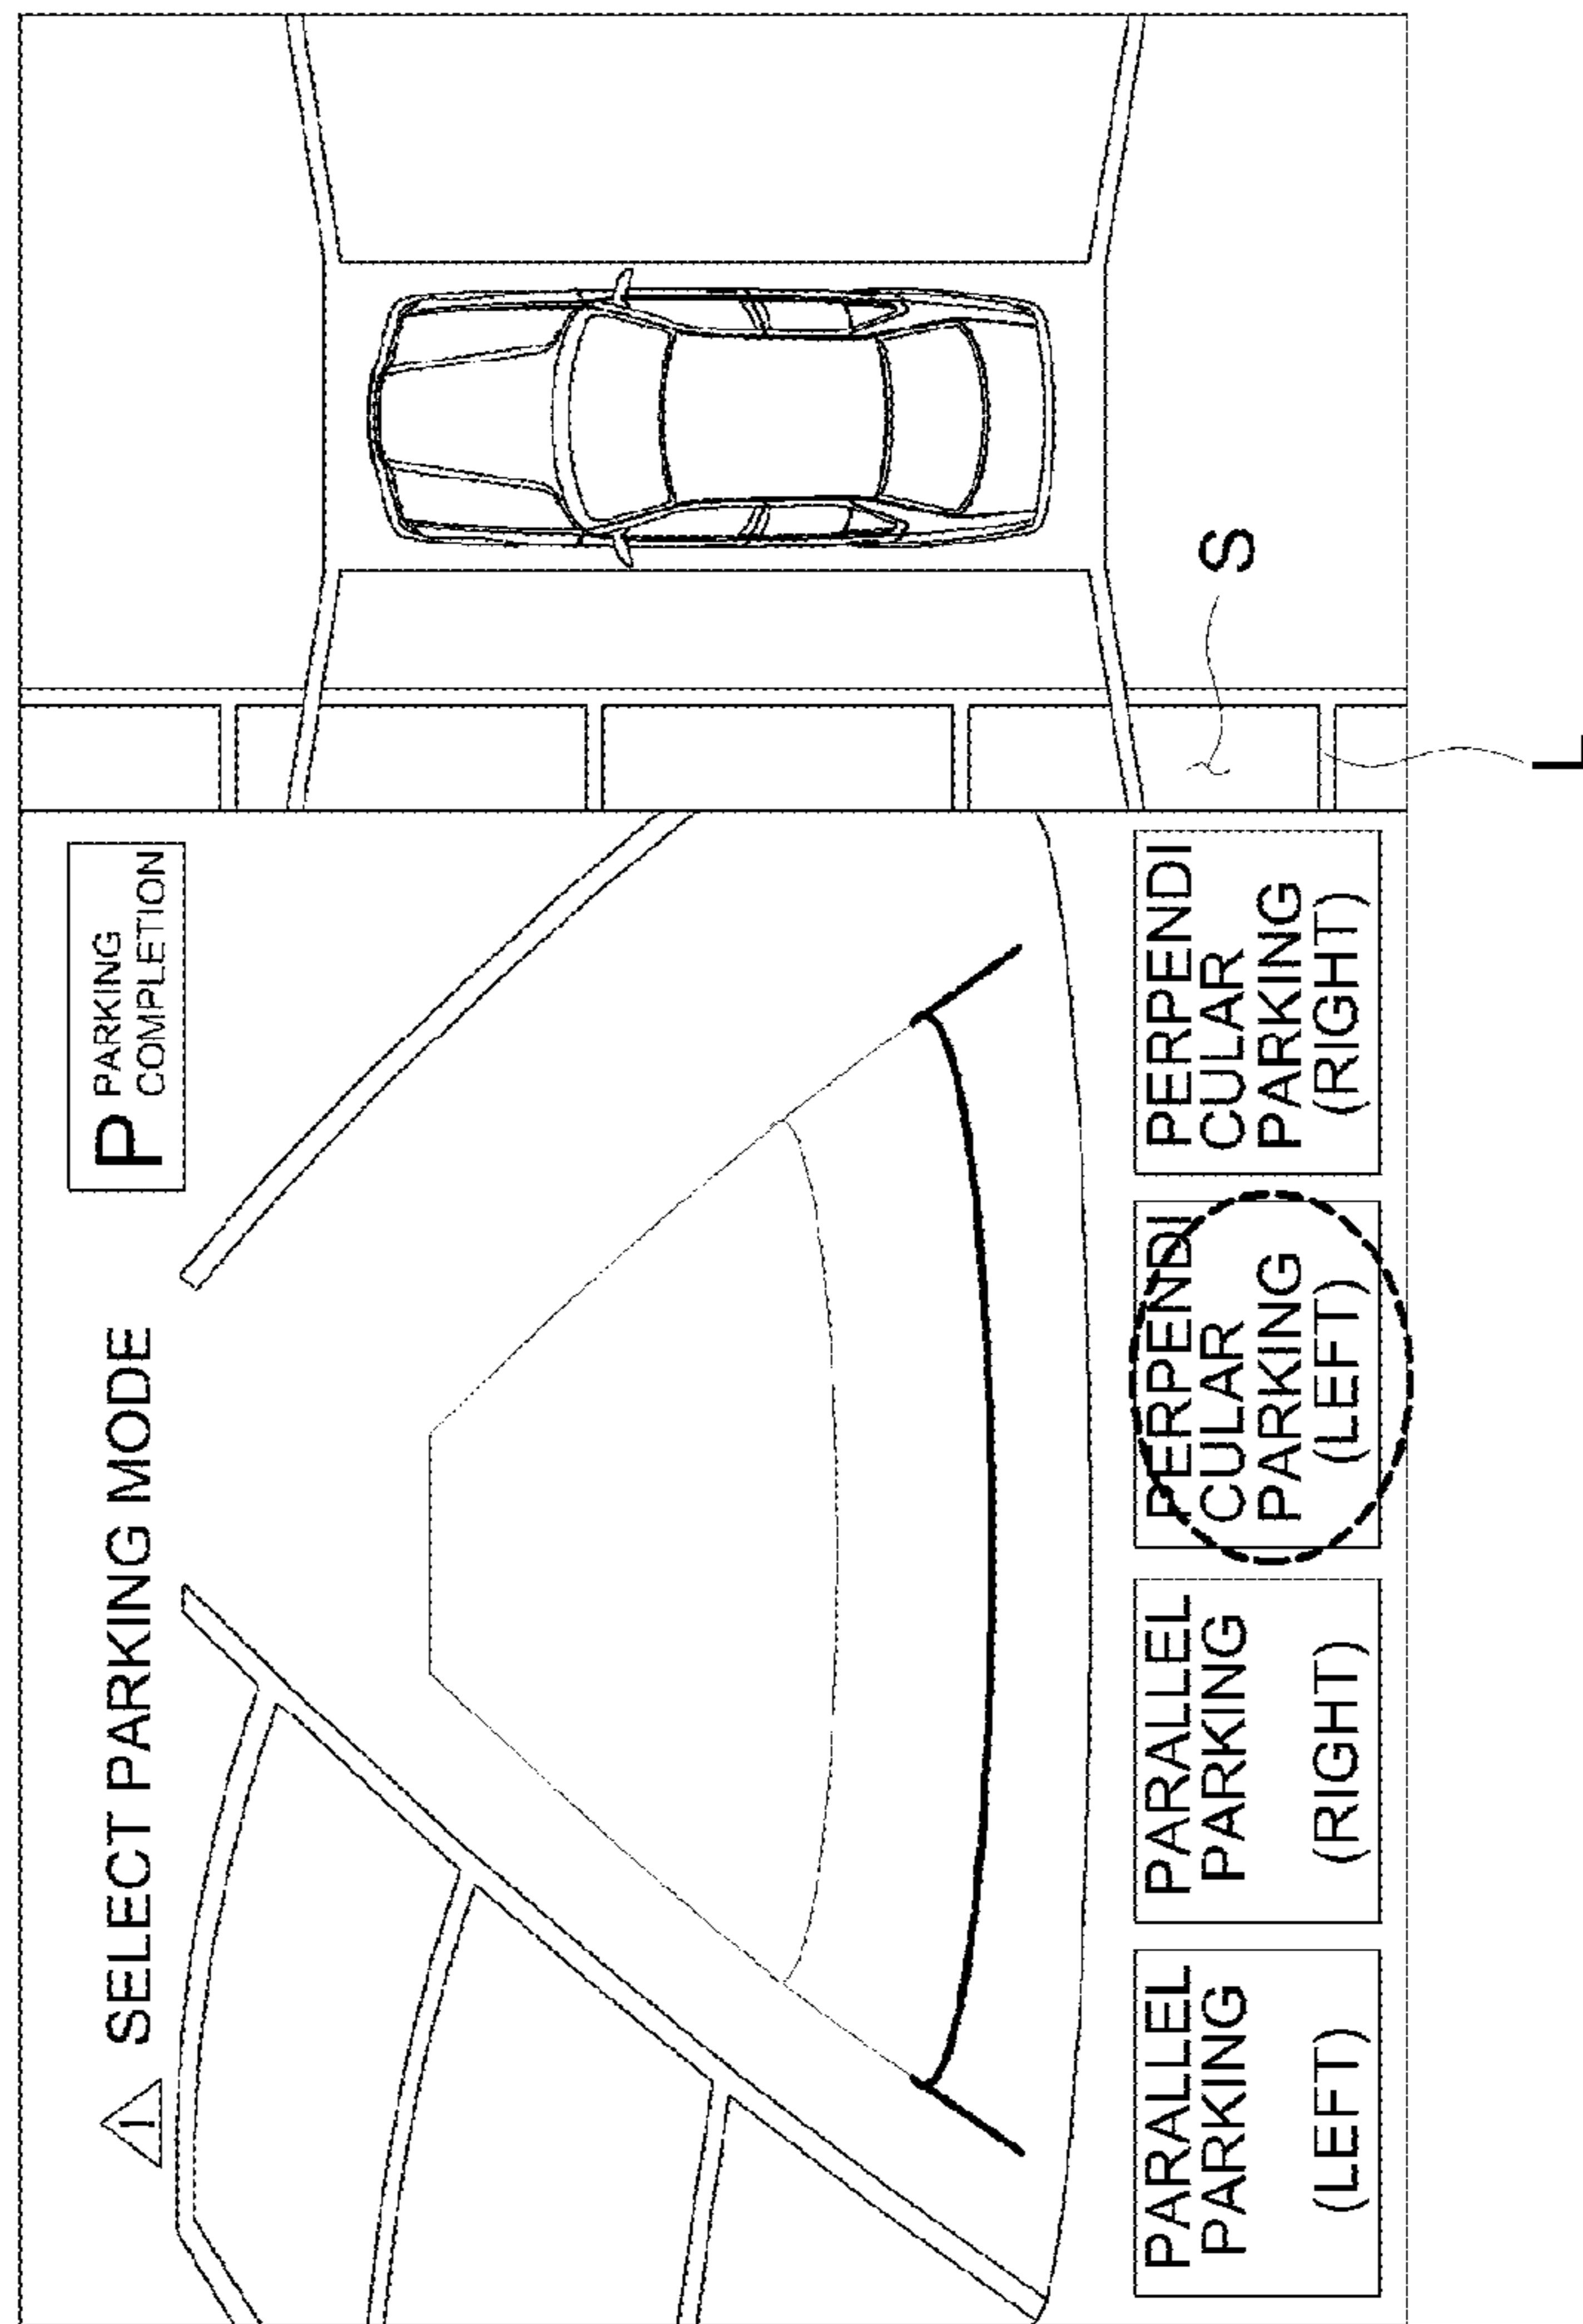 ⚠ SELECT PARKING MODE
P PARKING
COMPLETION
PARALLEL
PARKING
(LEFT)
PARALLEL
PARKING
(RIGHT)
PERPENDI
CULAR
PARKING
(LEFT)
PERPENDI
CULAR
PARKING
(RIGHT)
S
L